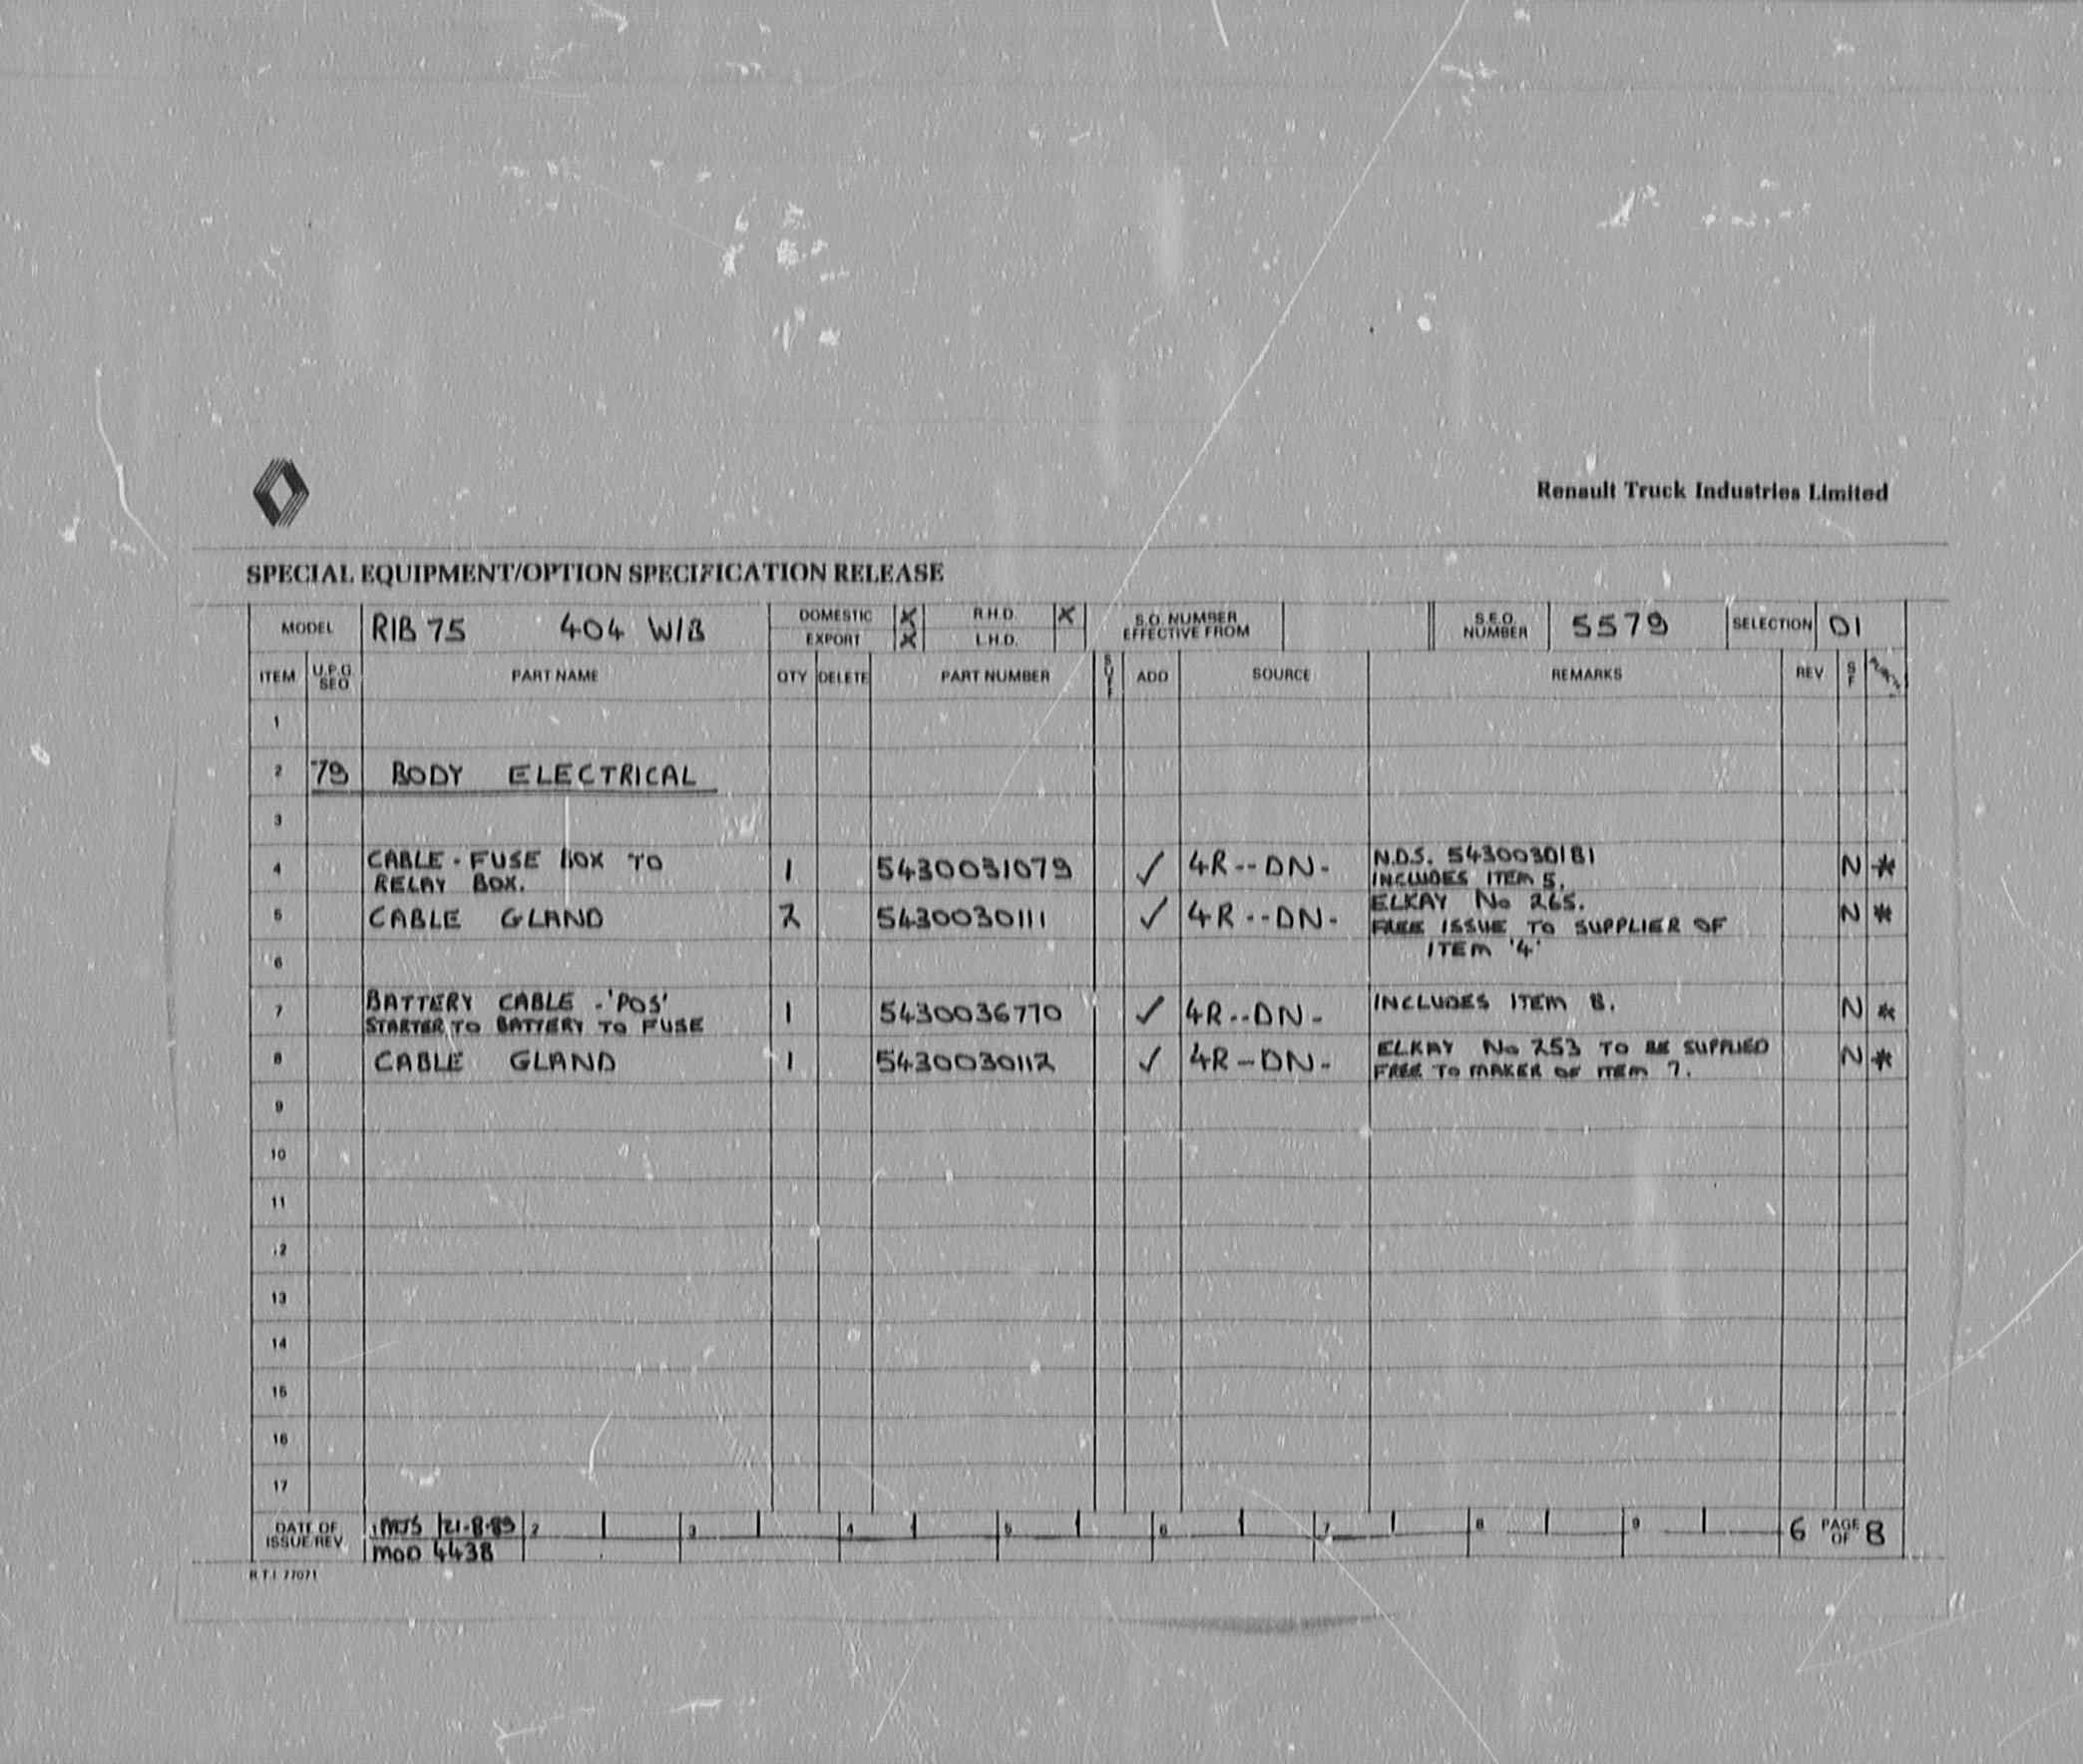 Renault Truck Industries Limited
SPECIAL EQUIPMENT/OPTION SPECIFICATION RELEASE
MODEL RIB 75 404 W/B DOMESTIC X R.H.D. X S.O. NUMBER EFFECTIVE FROM S.E.O. NUMBER 5579 SELECTION 01
EXPORT X L.H.D.
ITEM U.P.G. SEQ PART NAME QTY DELETE PART NUMBER ADD SOURCE REMARKS REV S F
1
2 79 BODY ELECTRICAL
3
4 CABLE - FUSE BOX TO 1 5430031079 ✓ 4R--DN- N.D.S. 5430030181 N *
RELAY BOX. INCLUDES ITEM 5.
5 CABLE GLAND 2 5430030111 ✓ 4R--DN- ELKAY No 265. N *
FREE ISSUE TO SUPPLIER OF
6 ITEM '4'
7 BATTERY CABLE -'POS' 1 5430036770 ✓ 4R--DN- INCLUDES ITEM 8. N *
STARTER TO BATTERY TO FUSE
8 CABLE GLAND 1 5430030112 ✓ 4R-DN- ELKAY No 253 TO BE SUPPLIED N *
FREE TO MAKER OF ITEM 7.
9
10
11
12
13
14
15
16
17
DATE OF ISSUE/REV 1 MJS 21-8-89 2 3 4 5 6 7 8 9 6 PAGE OF 8
MOD 4438
R.T.I. 77071